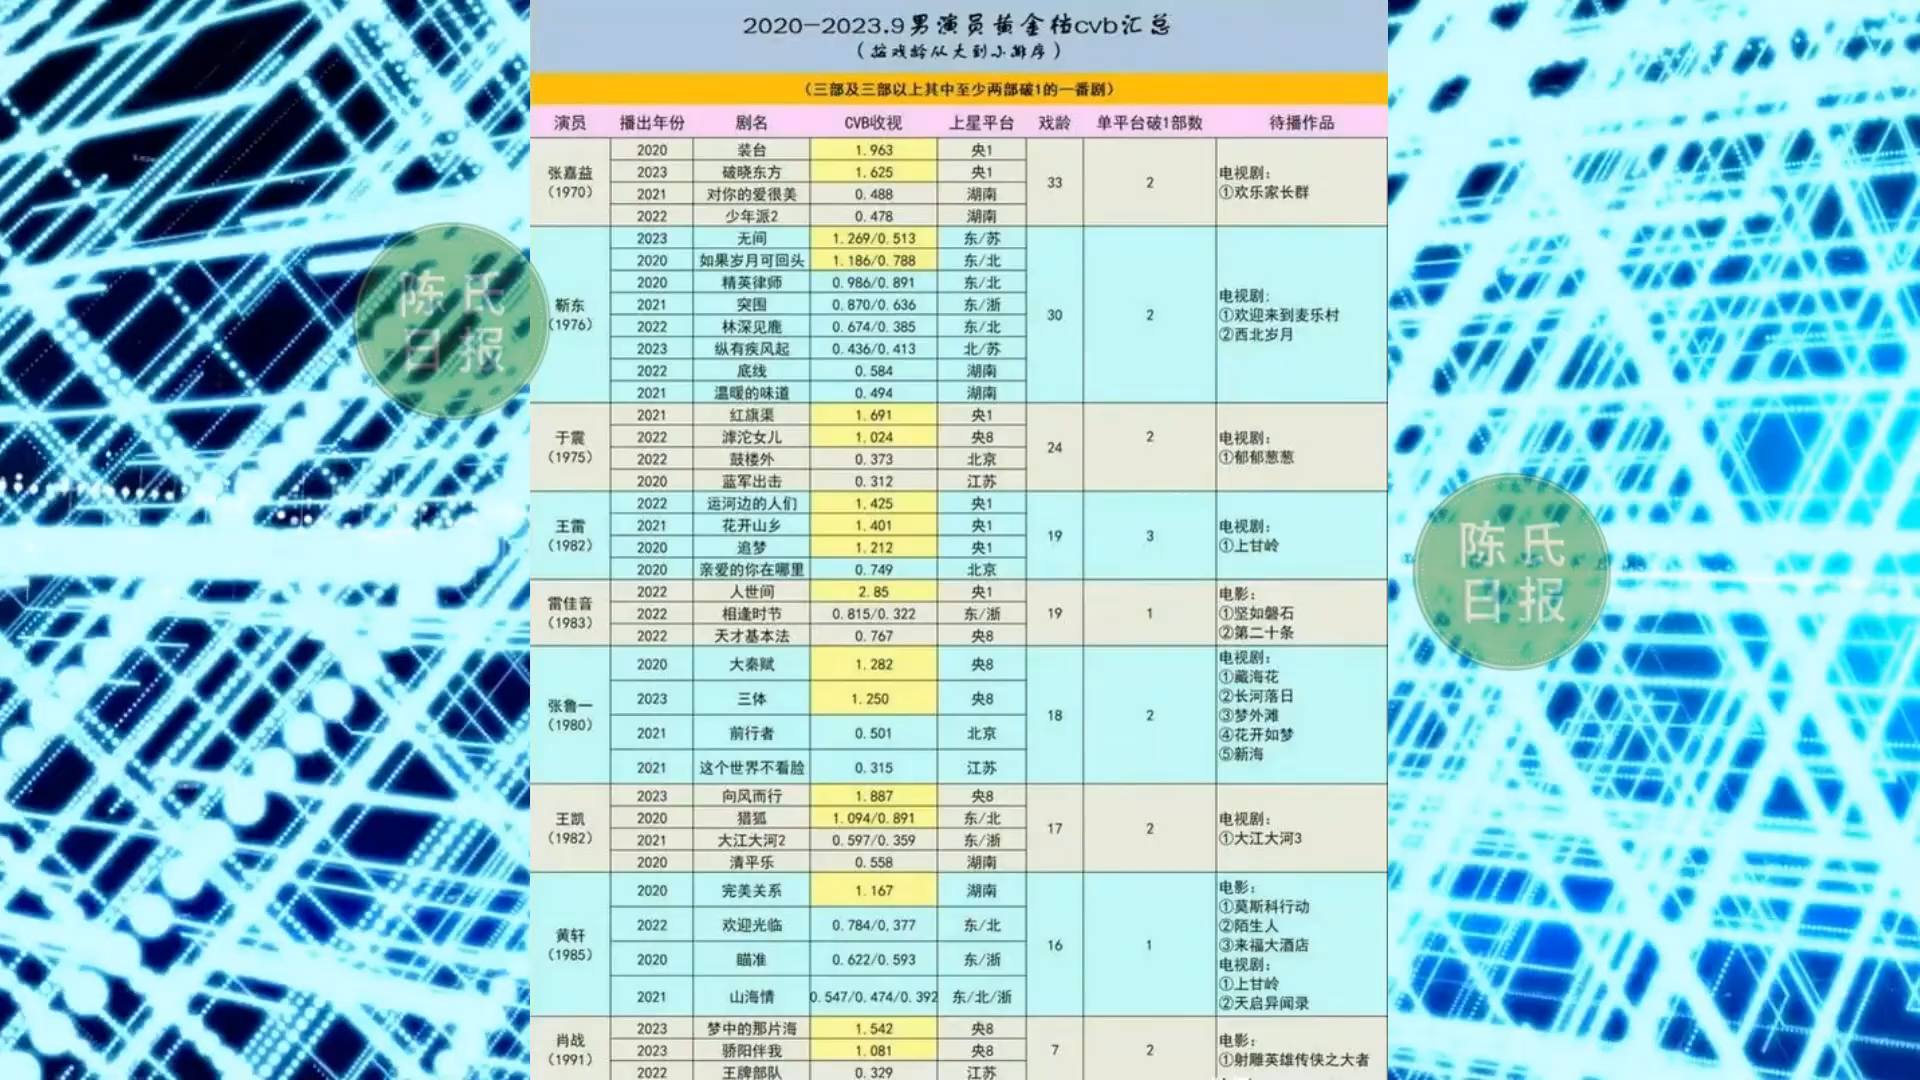 2020-2023.9男演员黄金档cvb汇总
（按戏龄从大到小排序）
（三部及三部以上其中至少两部破1的一番剧）
演员 播出年份 剧名 CVB收视 上星平台 戏龄 单平台破1部数 待播作品
张嘉益
（1970）
2020 装台 1.963 央1
2023 破晓东方 1.625 央1
2021 对你的爱很美 0.488 湖南
2022 少年派2 0.478 湖南
33 2
电视剧：
①欢乐家长群
靳东
（1976）
2023 无间 1.269/0.513 东/苏
2020 如果岁月可回头 1.186/0.788 东/北
2020 精英律师 0.986/0.891 东/北
2021 突围 0.870/0.636 东/浙
2022 林深见鹿 0.674/0.385 东/北
2023 纵有疾风起 0.436/0.413 北/苏
2022 底线 0.584 湖南
2021 温暖的味道 0.494 湖南
30 2
电视剧：
①欢迎来到麦乐村
②西北岁月
于震
（1975）
2021 红旗渠 1.691 央1
2022 滹沱女儿 1.024 央8
2022 鼓楼外 0.373 北京
2020 蓝军出击 0.312 江苏
24 2
电视剧：
①郁郁葱葱
王雷
（1982）
2022 运河边的人们 1.425 央1
2021 花开山乡 1.401 央1
2020 追梦 1.212 央1
2020 亲爱的你在哪里 0.749 北京
19 3
电视剧：
①上甘岭
雷佳音
（1983）
2022 人世间 2.85 央1
2022 相逢时节 0.815/0.322 东/浙
2022 天才基本法 0.767 央8
19 1
电影：
①坚如磐石
②第二十条
张鲁一
（1980）
2020 大秦赋 1.282 央8
2023 三体 1.250 央8
2021 前行者 0.501 北京
2021 这个世界不看脸 0.315 江苏
18 2
电视剧：
①藏海花
②长河落日
③梦外滩
④花开如梦
⑤新海
王凯
（1982）
2023 向风而行 1.887 央8
2020 猎狐 1.094/0.891 东/北
2021 大江大河2 0.597/0.359 东/浙
2020 清平乐 0.558 湖南
17 2
电视剧：
①大江大河3
黄轩
（1985）
2020 完美关系 1.167 湖南
2022 欢迎光临 0.784/0,377 东/北
2020 瞄准 0.622/0.593 东/浙
2021 山海情 0.547/0.474/0.392 东/北/浙
16 1
电影：
①莫斯科行动
②陌生人
③来福大酒店
电视剧：
①上甘岭
②天启异闻录
肖战
（1991）
2023 梦中的那片海 1.542 央8
2023 骄阳伴我 1.081 央8
2022 王牌部队 0.329 江苏
7 2
电影：
①射雕英雄传侠之大者
陈氏
日报
陈氏
日报